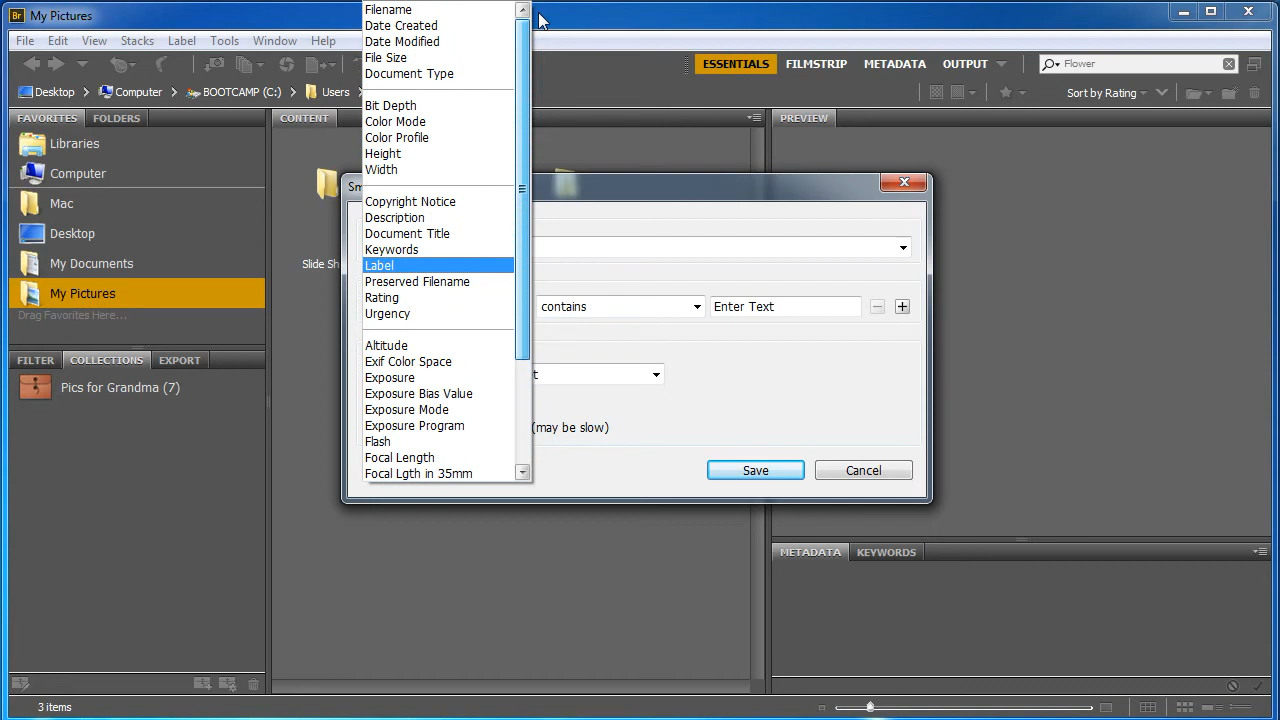 Br My Pictures
File Edit View Stacks Label Tools Window Help
ESSENTIALS FILMSTRIP METADATA OUTPUT Flower
Desktop Computer BOOTCAMP (C:) Users Sort by Rating
FAVORITES FOLDERS
Libraries
Computer
Mac
Desktop
My Documents
My Pictures
Drag Favorites Here...
FILTER COLLECTIONS EXPORT
Pics for Grandma (7)
3 items
CONTENT
Slide Sh
Filename
Date Created
Date Modified
File Size
Document Type
Bit Depth
Color Mode
Color Profile
Height
Width
Copyright Notice
Description
Document Title
Keywords
Label
Preserved Filename
Rating
Urgency
Altitude
Exif Color Space
Exposure
Exposure Bias Value
Exposure Mode
Exposure Program
Flash
Focal Length
Focal Lgth in 35mm
Sm
contains Enter Text
t
(may be slow)
Save Cancel
PREVIEW
METADATA KEYWORDS